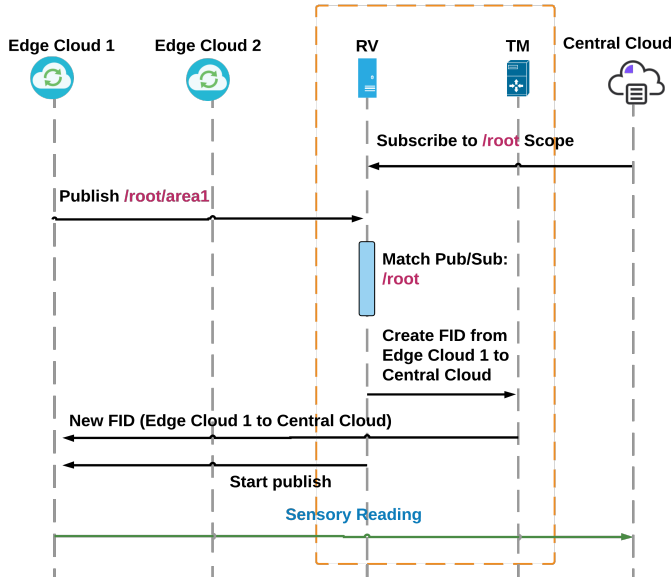 Edge Cloud 1
Edge Cloud 2
RV
TM
Central Cloud
Subscribe to /root Scope
Publish /root/area1
Match Pub/Sub:
/root
Create FID from
Edge Cloud 1 to
Central Cloud
New FID (Edge Cloud 1 to Central Cloud)
Start publish
Sensory Reading